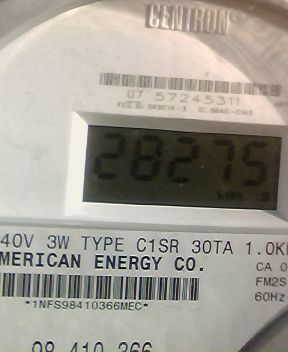 CENTRON®
07 57245311
28275
40V 3W TYPE C1SR 30TA 1.0K
MERICAN ENERGY CO.
CA 0
FM2S
*1NFS98410366MEC*
60Hz
98 410 366